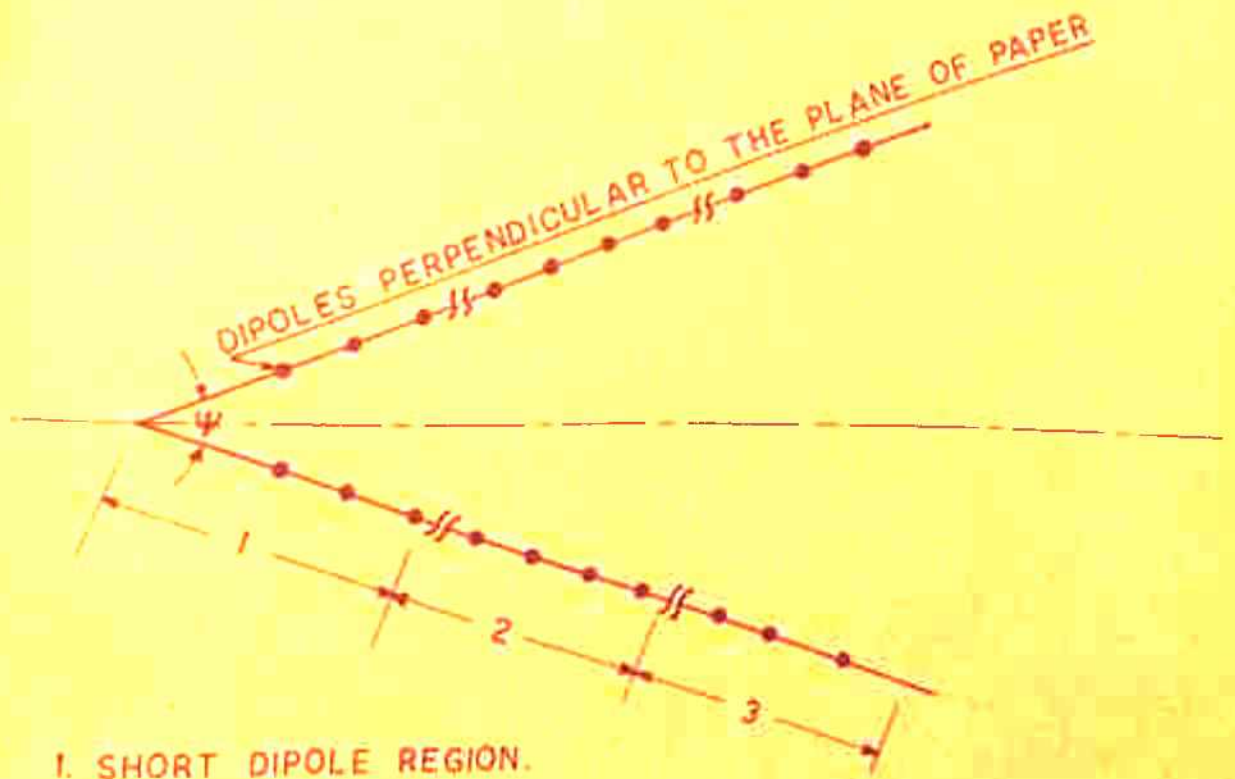 DIPOLES PERPENDICULAR TO THE PLANE OF PAPER
ψ
1
2
3
1. SHORT DIPOLE REGION.